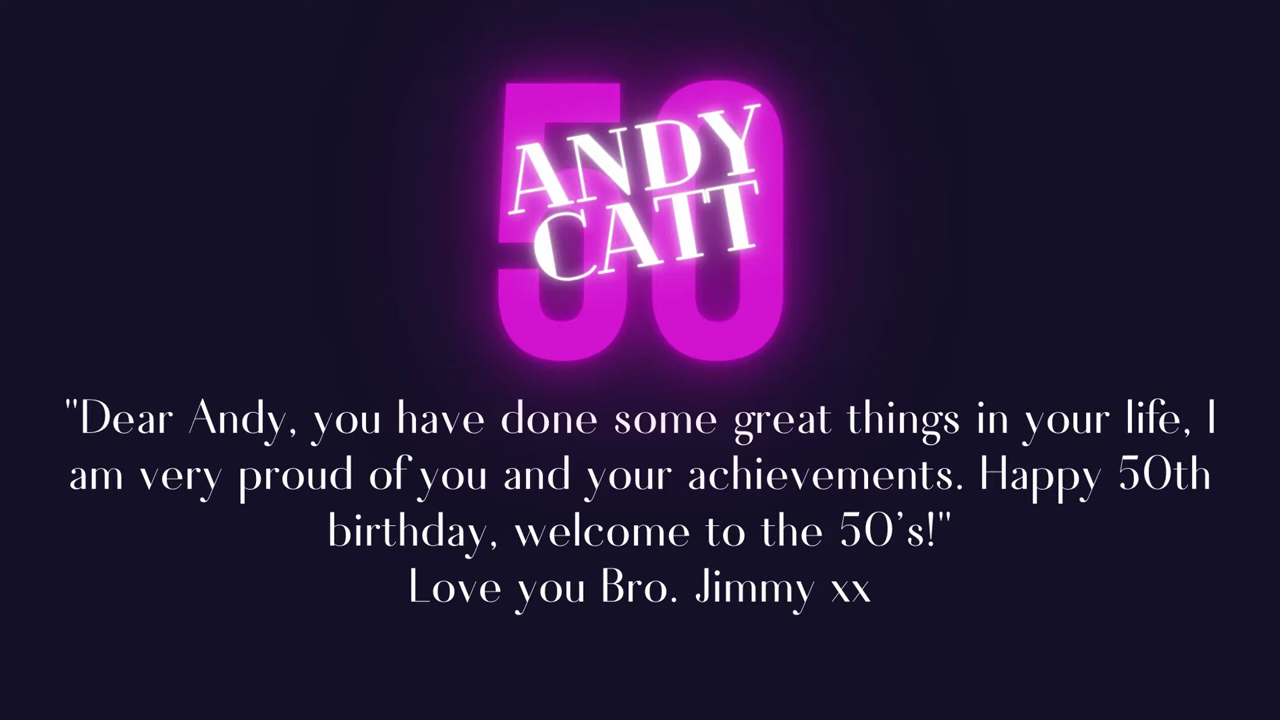 50
ANDY
CATT
"Dear Andy, you have done some great things in your life, I
am very proud of you and your achievements. Happy 50th
birthday, welcome to the 50's!"
Love you Bro. Jimmy xx